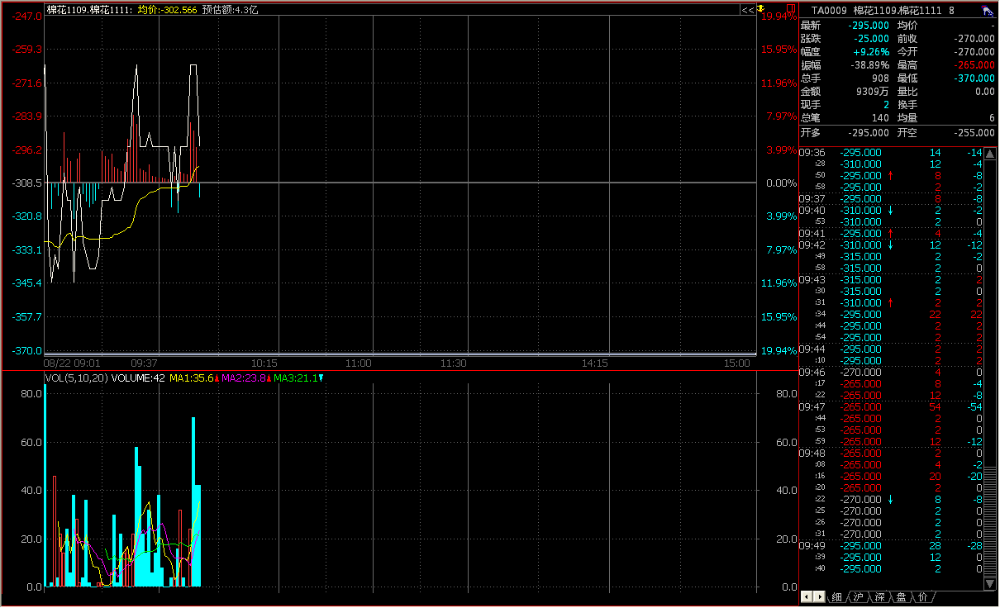 棉花1109.棉花1111: 均价:-302.566 预估额:4.3亿 <<
-247.0 19.94%
-259.3 15.95%
-271.6 11.96%
-283.9 7.97%
-295.2 3.99%
-308.5 0.00%
-320.8 3.99%
-333.1 7.97%
-345.4 11.96%
-357.7 15.95%
-370.0 19.94%
08/22 09:01 09:37 10:15 11:00 11:30 14:15 15:00
VOL(5,10,20) VOLUME:42 MA1:35.6 MA2:23.8 MA3:21.1
80.0 80.0
60.0 60.0
40.0 40.0
20.0 20.0
0.0 0.0
TA0009 棉花1109.棉花1111 8
最新 -295.000 均价 -
涨跌 -25.000 前收 -270.000
幅度 +9.26% 今开 -270.000
振幅 -38.89% 最高 -265.000
总手 908 最低 -370.000
金额 9309万 量比 0.00
现手 2 换手
总笔 140 均量 6
开多 -295.000 开空 -255.000
09:36 -295.000 14 -14
:28 -310.000 12 -4
:50 -295.000 ↑ 8 -8
:58 -295.000 2 -2
09:37 -295.000 8 -8
09:40 -310.000 ↓ 2 -2
:53 -310.000 2 0
09:41 -295.000 ↑ 4 -4
09:42 -310.000 ↓ 12 -12
:49 -315.000 2 -2
:58 -315.000 2 0
09:43 -315.000 2 2
:30 -315.000 2 0
:31 -310.000 ↑ 2 2
:34 -295.000 22 22
:44 -295.000 2 2
:54 -295.000 2 2
09:44 -295.000 2 2
:10 -295.000 2 2
09:46 -270.000 4 0
:17 -265.000 8 -4
:22 -265.000 12 -8
09:47 -265.000 54 -54
:44 -265.000 2 0
:53 -265.000 2 0
:59 -265.000 12 -12
09:48 -265.000 2 0
:08 -265.000 4 -2
:16 -265.000 20 -20
:20 -265.000 2 0
:22 -270.000 ↓ 8 -8
:25 -270.000 2 0
:26 -270.000 2 0
:31 -270.000 2 0
09:49 -295.000 28 -28
:39 -295.000 12 0
:40 -295.000 2 0
细 沪 深 盘 价